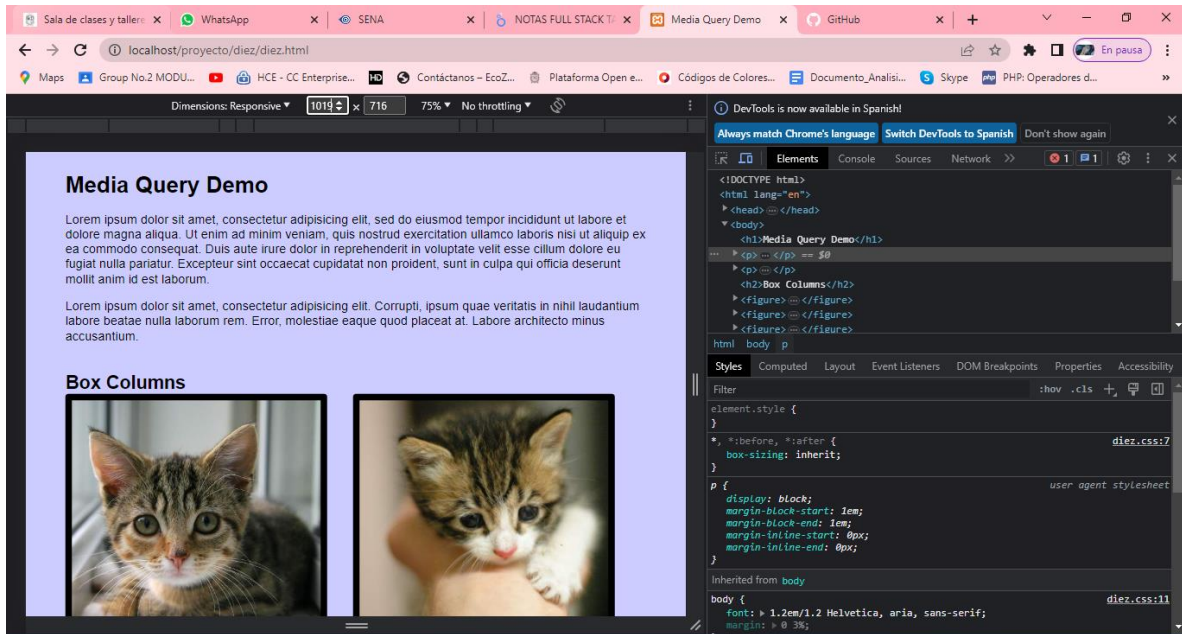 Sala de clases y tallere
WhatsApp
SENA
NOTAS FULL STACK T
Media Query Demo
GitHub
localhost/proyecto/diez/diez.html
En pausa
Maps
Group No.2 MODU...
HCE - CC Enterprise...
HD
Contáctanos – EcoZ...
Plataforma Open e...
Códigos de Colores...
Documento_Analisi...
Skype
PHP: Operadores d...
»
Dimensions: Responsive
1019 × 716
75%
No throttling
DevTools is now available in Spanish!
Always match Chrome's language
Switch DevTools to Spanish
Don't show again
Elements
Console
Sources
Network
1
1
Media Query Demo
Lorem ipsum dolor sit amet, consectetur adipisicing elit, sed do eiusmod tempor incididunt ut labore et
dolore magna aliqua. Ut enim ad minim veniam, quis nostrud exercitation ullamco laboris nisi ut aliquip ex
ea commodo consequat. Duis aute irure dolor in reprehenderit in voluptate velit esse cillum dolore eu
fugiat nulla pariatur. Excepteur sint occaecat cupidatat non proident, sunt in culpa qui officia deserunt
mollit anim id est laborum.
Lorem ipsum dolor sit amet, consectetur adipisicing elit. Corrupti, ipsum quae veritatis in nihil laudantium
labore beatae nulla laborum rem. Error, molestiae eaque quod placeat at. Labore architecto minus
accusantium.
Box Columns
<!DOCTYPE html>
<html lang="en">
<head> … </head>
<body>
<h1>Media Query Demo</h1>
… <p> … </p> == $0
<p> … </p>
<h2>Box Columns</h2>
<figure> … </figure>
<figure> … </figure>
<figure> … </figure>
html body p
Styles
Computed
Layout
Event Listeners
DOM Breakpoints
Properties
Accessibility
Filter
:hov .cls
element.style {
}
*, *:before, *:after { diez.css:7
box-sizing: inherit;
}
p { user agent stylesheet
display: block;
margin-block-start: 1em;
margin-block-end: 1em;
margin-inline-start: 0px;
margin-inline-end: 0px;
}
Inherited from body
body { diez.css:11
font: 1.2em/1.2 Helvetica, aria, sans-serif;
margin: 0 3%;